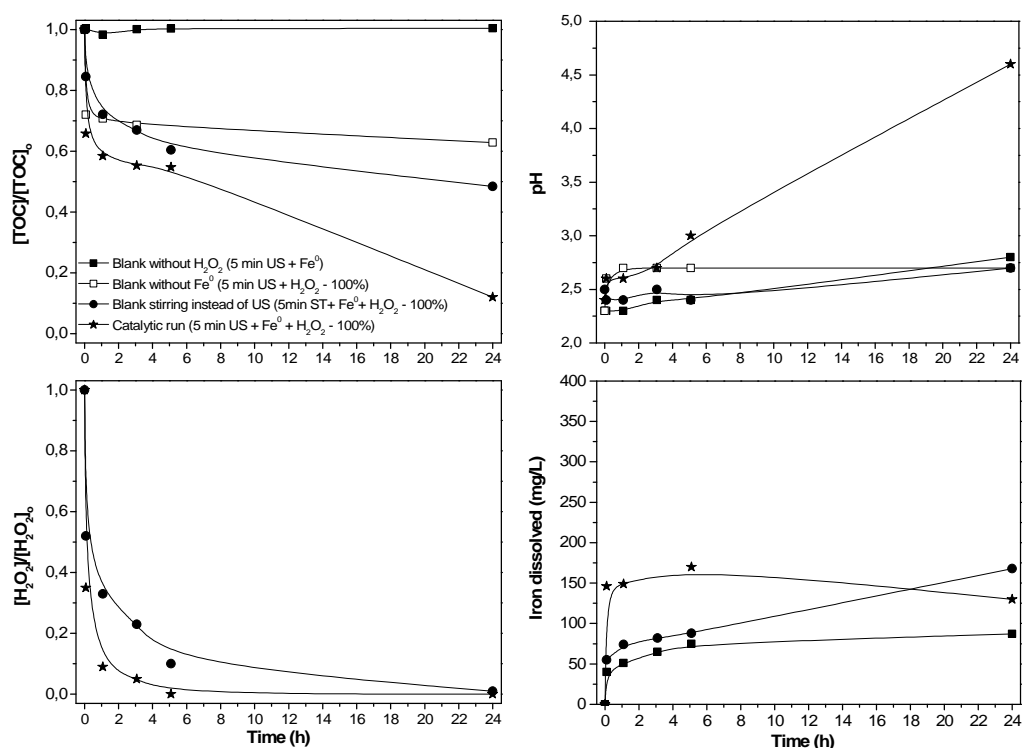 1,0
0,8
0,6
0,4
0,2
0,0
[TOC]/[TOC]₀
Blank without H₂O₂ (5 min US + Fe⁰)
Blank without Fe⁰ (5 min US + H₂O₂ - 100%)
Blank stirring instead of US (5min ST+ Fe⁰+ H₂O₂ - 100%)
Catalytic run (5 min US + Fe⁰ + H₂O₂ - 100%)
0 2 4 6 8 10 12 14 16 18 20 22 24
5,0
4,5
4,0
3,5
3,0
2,5
2,0
pH
0 2 4 6 8 10 12 14 16 18 20 22 24
1,0
0,8
0,6
0,4
0,2
0,0
[H₂O₂]/[H₂O₂]₀
0 2 4 6 8 10 12 14 16 18 20 22 24
Time (h)
400
350
300
250
200
150
100
50
0
Iron dissolved (mg/L)
0 2 4 6 8 10 12 14 16 18 20 22 24
Time (h)